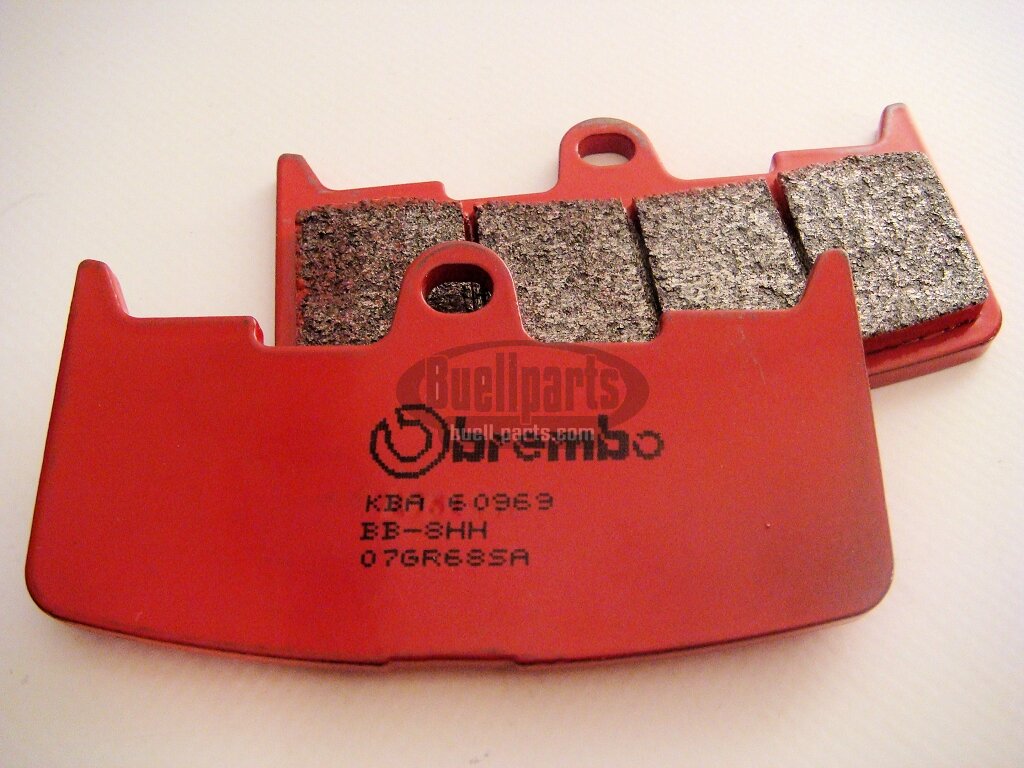 Buellparts
buell-parts.com
brembo
KBA 60969
BB-8HH
07GR68SA